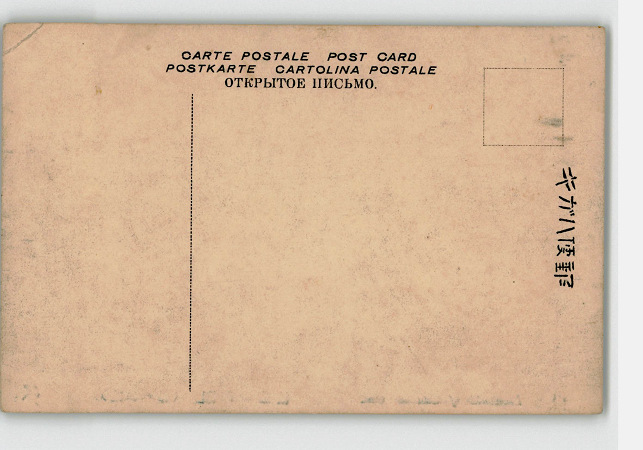 CARTE POSTALE POST CARD
POSTKARTE CARTOLINA POSTALE
ОТКРЫТОЕ ПИСЬМО.
キガハ便郵